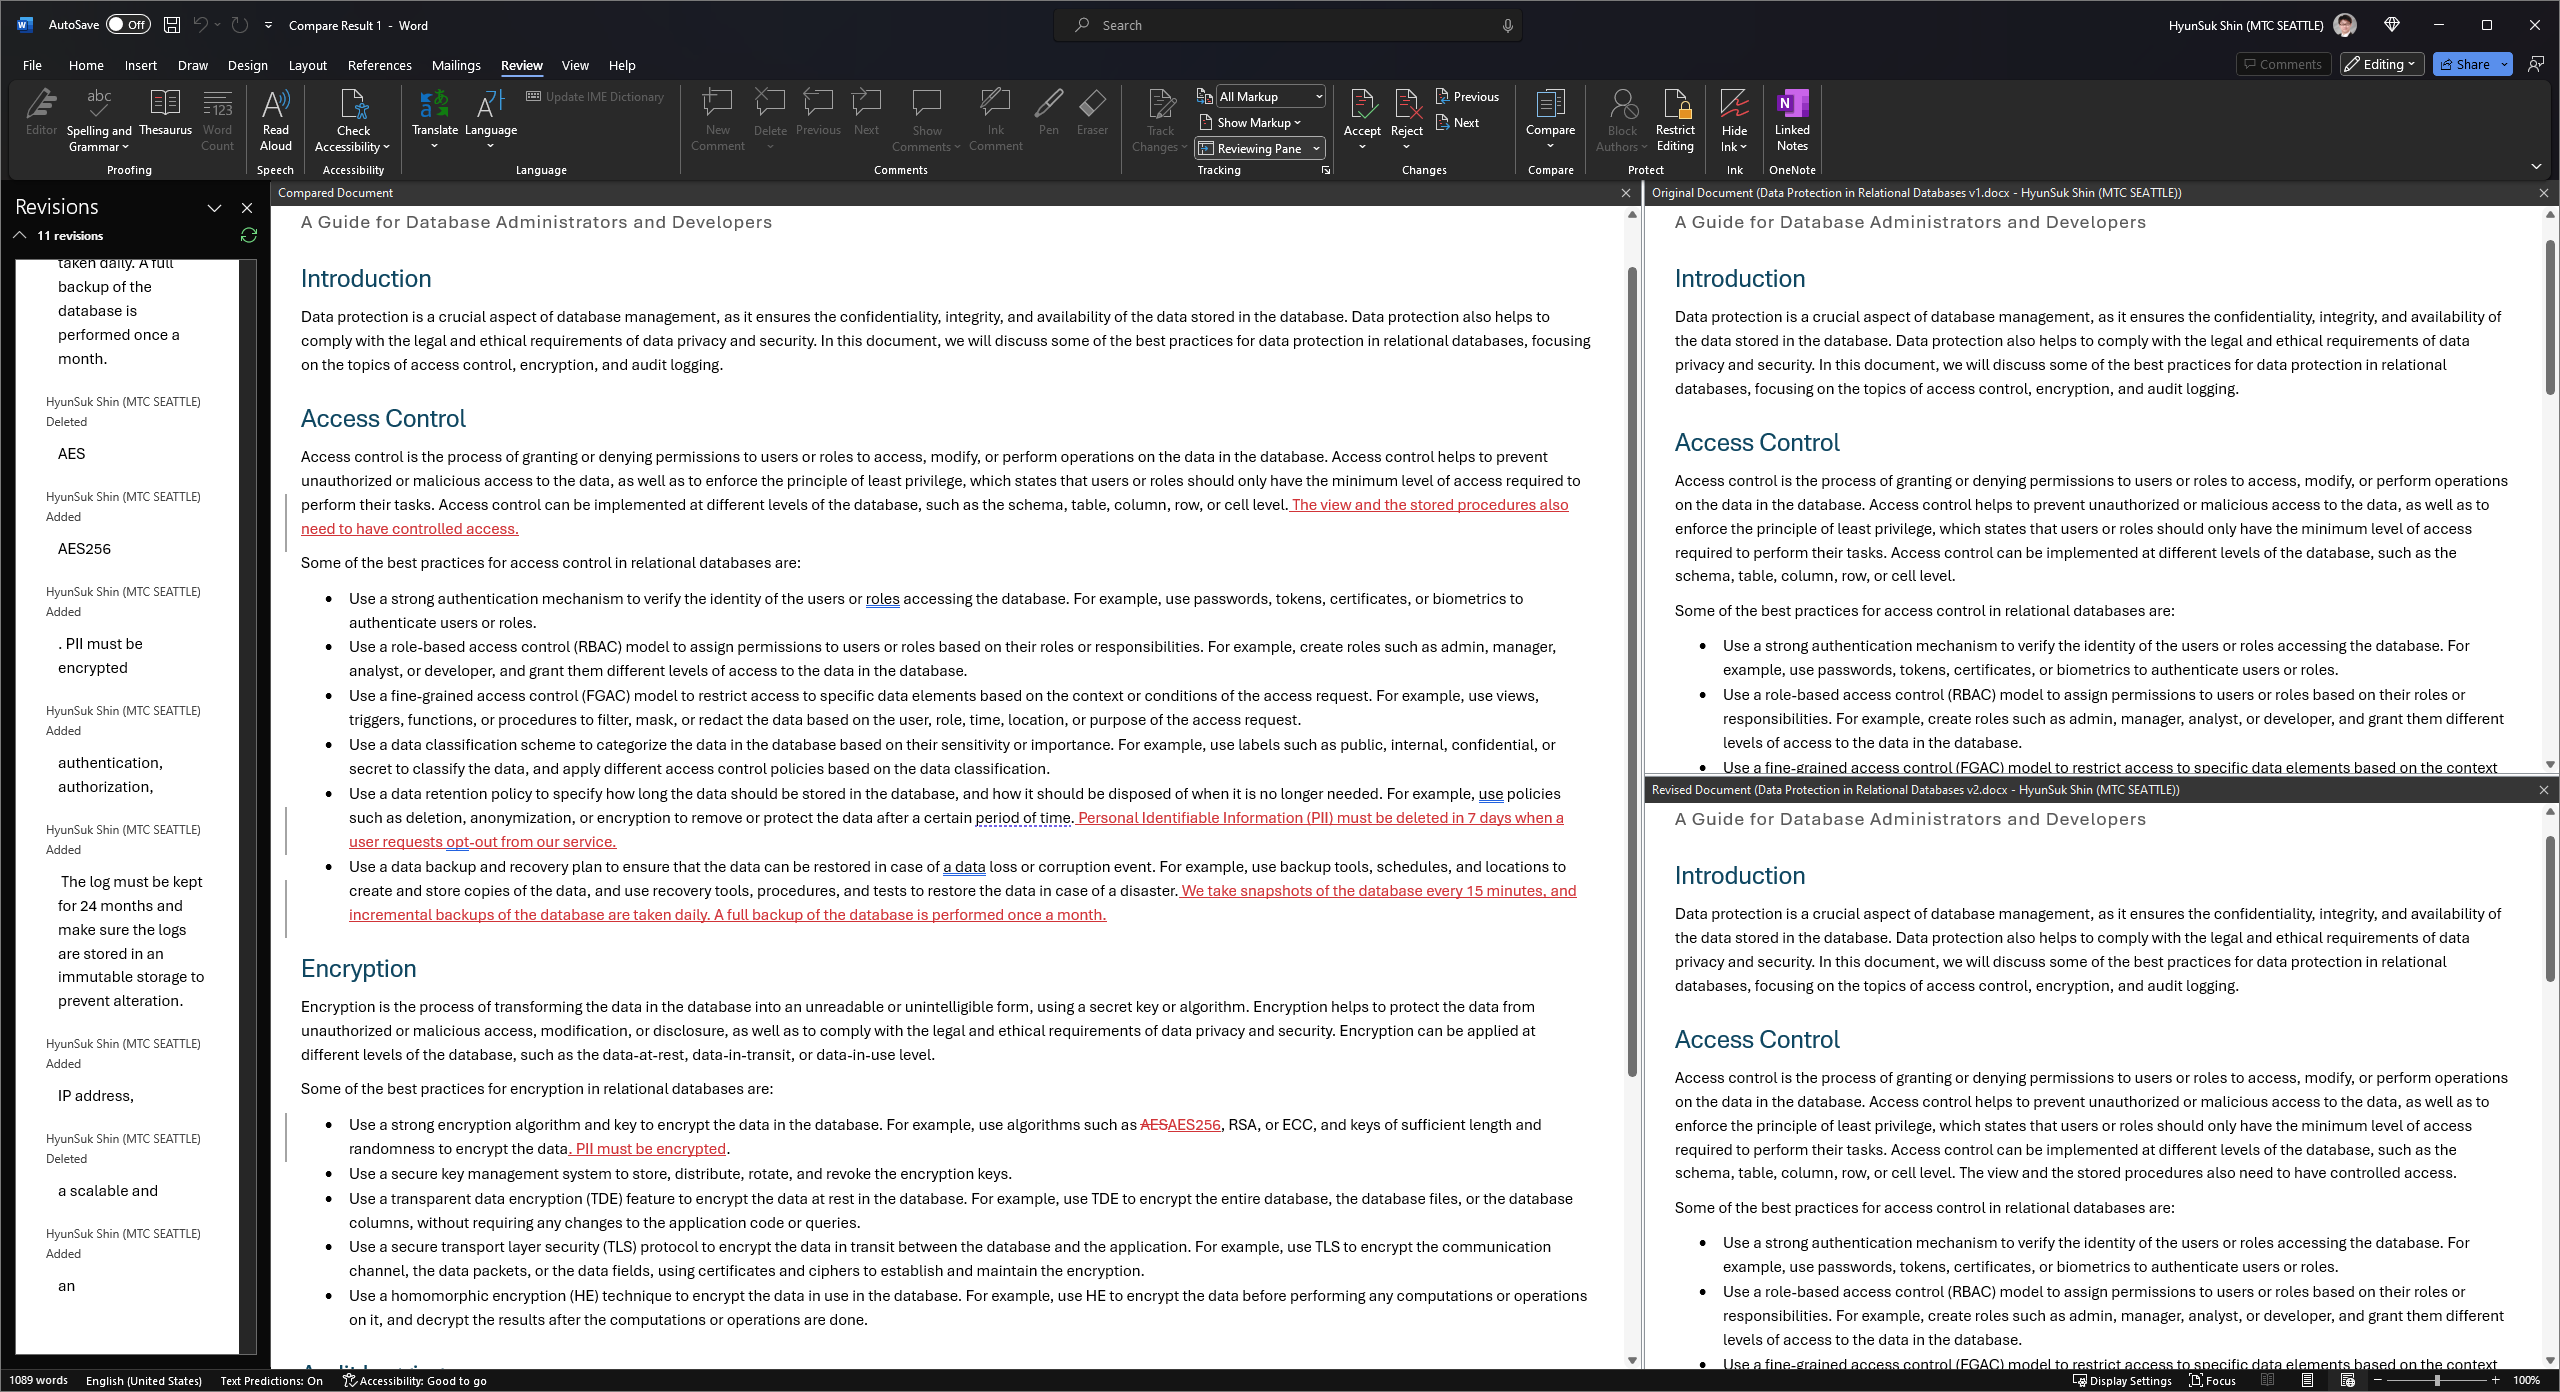 AutoSave Off Compare Result 1 - Word Search HyunSuk Shin (MTC SEATTLE)
File Home Insert Draw Design Layout References Mailings Review View Help Comments Editing Share
Editor
Spelling and
Grammar
Thesaurus
Word
Count
Proofing
Read
Aloud
Speech
Check
Accessibility
Accessibility
Translate
Language
Update IME Dictionary
Language
New
Comment
Delete
Previous
Next
Show
Comments
Ink
Comment
Pen
Eraser
Comments
Track
Changes
All Markup
Show Markup
Reviewing Pane
Tracking
Accept
Reject
Previous
Next
Changes
Compare
Compare
Block
Authors
Restrict
Editing
Protect
Hide
Ink
Ink
Linked
Notes
OneNote
Revisions
11 revisions
taken daily. A full
backup of the
database is
performed once a
month.
HyunSuk Shin (MTC SEATTLE)
Deleted
AES
HyunSuk Shin (MTC SEATTLE)
Added
AES256
HyunSuk Shin (MTC SEATTLE)
Added
. PII must be
encrypted
HyunSuk Shin (MTC SEATTLE)
Added
authentication,
authorization,
HyunSuk Shin (MTC SEATTLE)
Added
The log must be kept
for 24 months and
make sure the logs
are stored in an
immutable storage to
prevent alteration.
HyunSuk Shin (MTC SEATTLE)
Added
IP address,
HyunSuk Shin (MTC SEATTLE)
Deleted
a scalable and
HyunSuk Shin (MTC SEATTLE)
Added
an
Compared Document
A Guide for Database Administrators and Developers
Introduction
Data protection is a crucial aspect of database management, as it ensures the confidentiality, integrity, and availability of the data stored in the database. Data protection also helps to
comply with the legal and ethical requirements of data privacy and security. In this document, we will discuss some of the best practices for data protection in relational databases, focusing
on the topics of access control, encryption, and audit logging.
Access Control
Access control is the process of granting or denying permissions to users or roles to access, modify, or perform operations on the data in the database. Access control helps to prevent
unauthorized or malicious access to the data, as well as to enforce the principle of least privilege, which states that users or roles should only have the minimum level of access required to
perform their tasks. Access control can be implemented at different levels of the database, such as the schema, table, column, row, or cell level. The view and the stored procedures also
need to have controlled access.
Some of the best practices for access control in relational databases are:
• Use a strong authentication mechanism to verify the identity of the users or roles accessing the database. For example, use passwords, tokens, certificates, or biometrics to
authenticate users or roles.
• Use a role-based access control (RBAC) model to assign permissions to users or roles based on their roles or responsibilities. For example, create roles such as admin, manager,
analyst, or developer, and grant them different levels of access to the data in the database.
• Use a fine-grained access control (FGAC) model to restrict access to specific data elements based on the context or conditions of the access request. For example, use views,
triggers, functions, or procedures to filter, mask, or redact the data based on the user, role, time, location, or purpose of the access request.
• Use a data classification scheme to categorize the data in the database based on their sensitivity or importance. For example, use labels such as public, internal, confidential, or
secret to classify the data, and apply different access control policies based on the data classification.
• Use a data retention policy to specify how long the data should be stored in the database, and how it should be disposed of when it is no longer needed. For example, use policies
such as deletion, anonymization, or encryption to remove or protect the data after a certain period of time. Personal Identifiable Information (PII) must be deleted in 7 days when a
user requests opt-out from our service.
• Use a data backup and recovery plan to ensure that the data can be restored in case of a data loss or corruption event. For example, use backup tools, schedules, and locations to
create and store copies of the data, and use recovery tools, procedures, and tests to restore the data in case of a disaster. We take snapshots of the database every 15 minutes, and
incremental backups of the database are taken daily. A full backup of the database is performed once a month.
Encryption
Encryption is the process of transforming the data in the database into an unreadable or unintelligible form, using a secret key or algorithm. Encryption helps to protect the data from
unauthorized or malicious access, modification, or disclosure, as well as to comply with the legal and ethical requirements of data privacy and security. Encryption can be applied at
different levels of the database, such as the data-at-rest, data-in-transit, or data-in-use level.
Some of the best practices for encryption in relational databases are:
• Use a strong encryption algorithm and key to encrypt the data in the database. For example, use algorithms such as AESAES256, RSA, or ECC, and keys of sufficient length and
randomness to encrypt the data. PII must be encrypted.
• Use a secure key management system to store, distribute, rotate, and revoke the encryption keys.
• Use a transparent data encryption (TDE) feature to encrypt the data at rest in the database. For example, use TDE to encrypt the entire database, the database files, or the database
columns, without requiring any changes to the application code or queries.
• Use a secure transport layer security (TLS) protocol to encrypt the data in transit between the database and the application. For example, use TLS to encrypt the communication
channel, the data packets, or the data fields, using certificates and ciphers to establish and maintain the encryption.
• Use a homomorphic encryption (HE) technique to encrypt the data in use in the database. For example, use HE to encrypt the data before performing any computations or operations
on it, and decrypt the results after the computations or operations are done.
Audit Logging
Original Document (Data Protection in Relational Databases v1.docx - HyunSuk Shin (MTC SEATTLE))
A Guide for Database Administrators and Developers
Introduction
Data protection is a crucial aspect of database management, as it ensures the confidentiality, integrity, and availability of
the data stored in the database. Data protection also helps to comply with the legal and ethical requirements of data
privacy and security. In this document, we will discuss some of the best practices for data protection in relational
databases, focusing on the topics of access control, encryption, and audit logging.
Access Control
Access control is the process of granting or denying permissions to users or roles to access, modify, or perform operations
on the data in the database. Access control helps to prevent unauthorized or malicious access to the data, as well as to
enforce the principle of least privilege, which states that users or roles should only have the minimum level of access
required to perform their tasks. Access control can be implemented at different levels of the database, such as the
schema, table, column, row, or cell level.
Some of the best practices for access control in relational databases are:
• Use a strong authentication mechanism to verify the identity of the users or roles accessing the database. For
example, use passwords, tokens, certificates, or biometrics to authenticate users or roles.
• Use a role-based access control (RBAC) model to assign permissions to users or roles based on their roles or
responsibilities. For example, create roles such as admin, manager, analyst, or developer, and grant them different
levels of access to the data in the database.
• Use a fine-grained access control (FGAC) model to restrict access to specific data elements based on the context
Revised Document (Data Protection in Relational Databases v2.docx - HyunSuk Shin (MTC SEATTLE))
A Guide for Database Administrators and Developers
Introduction
Data protection is a crucial aspect of database management, as it ensures the confidentiality, integrity, and availability of
the data stored in the database. Data protection also helps to comply with the legal and ethical requirements of data
privacy and security. In this document, we will discuss some of the best practices for data protection in relational
databases, focusing on the topics of access control, encryption, and audit logging.
Access Control
Access control is the process of granting or denying permissions to users or roles to access, modify, or perform operations
on the data in the database. Access control helps to prevent unauthorized or malicious access to the data, as well as to
enforce the principle of least privilege, which states that users or roles should only have the minimum level of access
required to perform their tasks. Access control can be implemented at different levels of the database, such as the
schema, table, column, row, or cell level. The view and the stored procedures also need to have controlled access.
Some of the best practices for access control in relational databases are:
• Use a strong authentication mechanism to verify the identity of the users or roles accessing the database. For
example, use passwords, tokens, certificates, or biometrics to authenticate users or roles.
• Use a role-based access control (RBAC) model to assign permissions to users or roles based on their roles or
responsibilities. For example, create roles such as admin, manager, analyst, or developer, and grant them different
levels of access to the data in the database.
• Use a fine-grained access control (FGAC) model to restrict access to specific data elements based on the context
1089 words English (United States) Text Predictions: On Accessibility: Good to go Display Settings Focus 100%